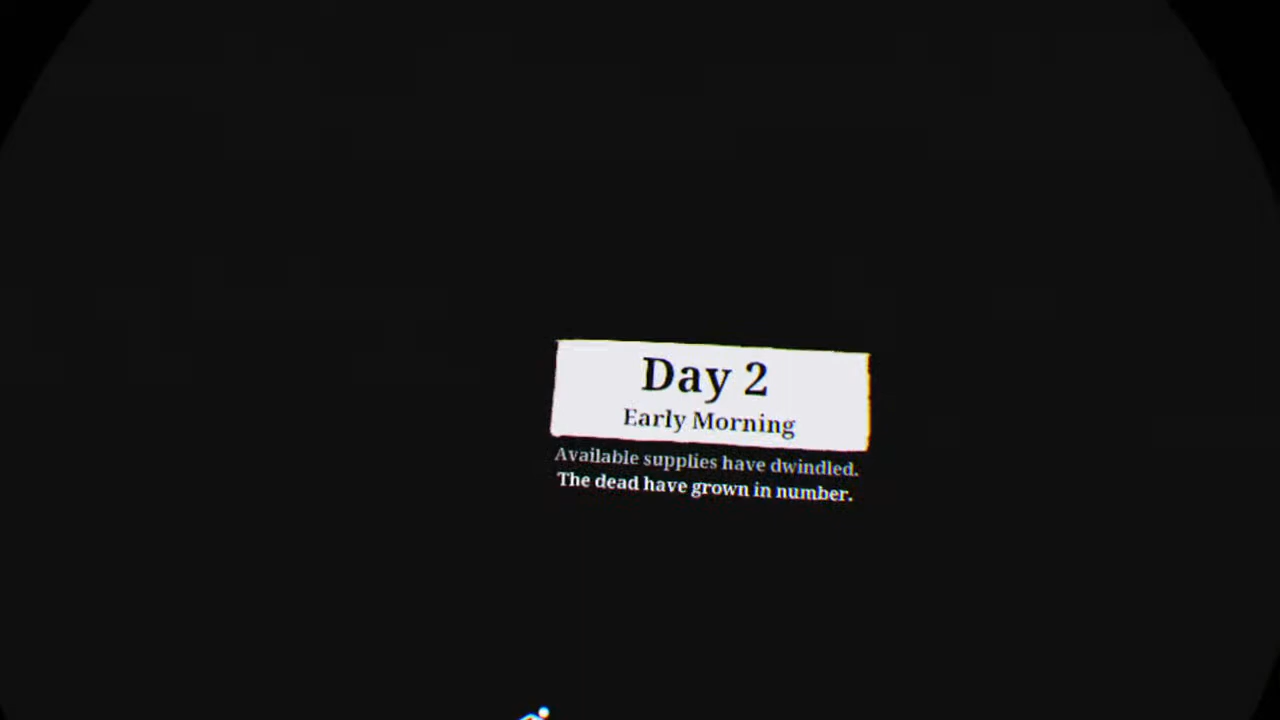 Day 2
Early Morning
Available supplies have dwindled.
The dead have grown in number.